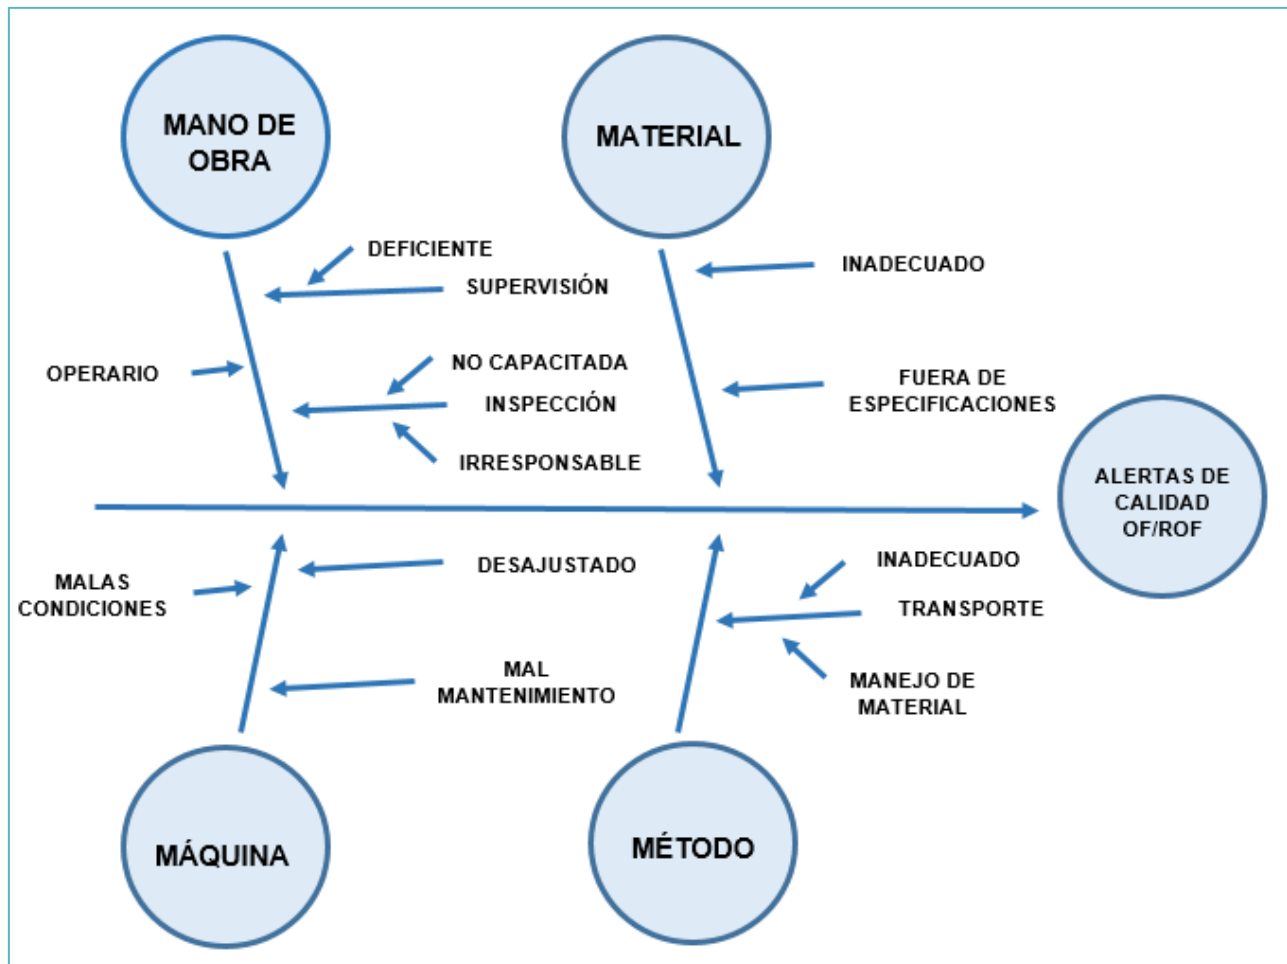 MANO DE
OBRA
MATERIAL
DEFICIENTE
SUPERVISIÓN
INADECUADO
OPERARIO
NO CAPACITADA
INSPECCIÓN
IRRESPONSABLE
FUERA DE
ESPECIFICACIONES
ALERTAS DE
CALIDAD
OF/ROF
MALAS
CONDICIONES
DESAJUSTADO
MAL
MANTENIMIENTO
INADECUADO
TRANSPORTE
MANEJO DE
MATERIAL
MÁQUINA
MÉTODO